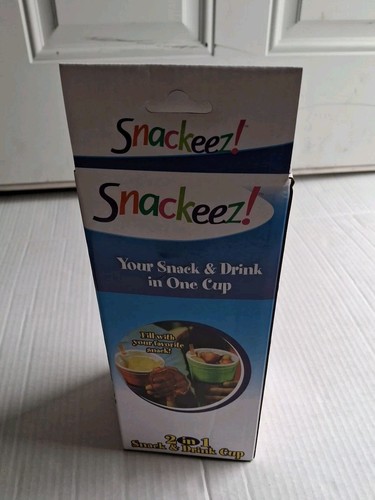 Snackeez!
Snackeez!
Your Snack & Drink
in One Cup
Fill with
your favorite
snack!
2 in 1
Snack & Drink Cup